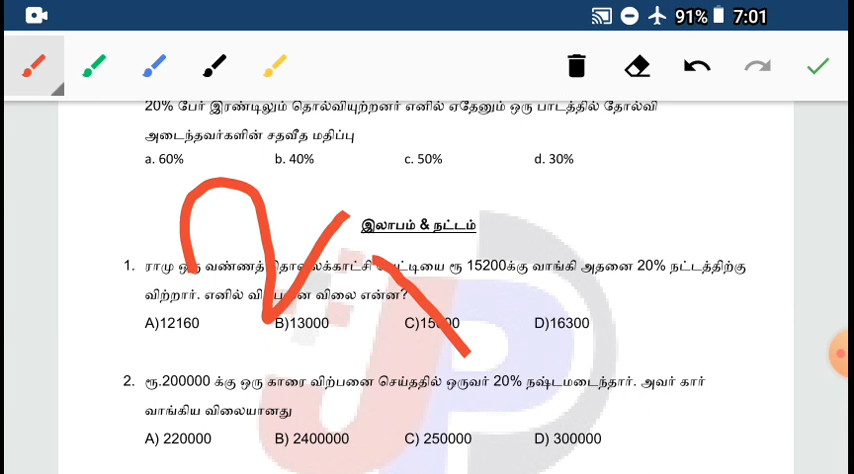 91% 7:01
20% பேர் இரண்டிலும் தொல்வியுற்றனர் எனில் ஏதேனும் ஒரு பாடத்தில் தோல்வி
அடைந்தவர்களின் சதவீத மதிப்பு
a. 60% b. 40% c. 50% d. 30%
இலாபம் & நட்டம்
1. ராமு ஒரு வண்ணத் தொலைக்காட்சி பெட்டியை ரூ 15200க்கு வாங்கி அதனை 20% நட்டத்திற்கு
விற்றார். எனில் விற்பனை விலை என்ன?
A)12160 B)13000 C)15000 D)16300
2. ரூ.200000 க்கு ஒரு காரை விற்பனை செய்ததில் ஒருவர் 20% நஷ்டமடைந்தார். அவர் கார்
வாங்கிய விலையானது
A) 220000 B) 2400000 C) 250000 D) 300000
JP